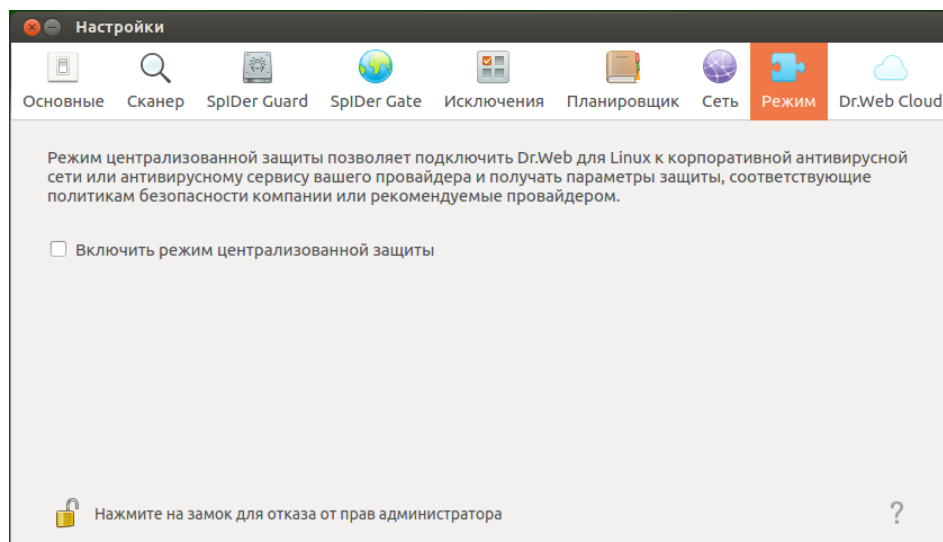 Настройки
Основные Сканер SpIDer Guard SpIDer Gate Исключения Планировщик Сеть Режим Dr.Web Cloud
Режим централизованной защиты позволяет подключить Dr.Web для Linux к корпоративной антивирусной
сети или антивирусному сервису вашего провайдера и получать параметры защиты, соответствующие
политикам безопасности компании или рекомендуемые провайдером.
Включить режим централизованной защиты
Нажмите на замок для отказа от прав администратора
?